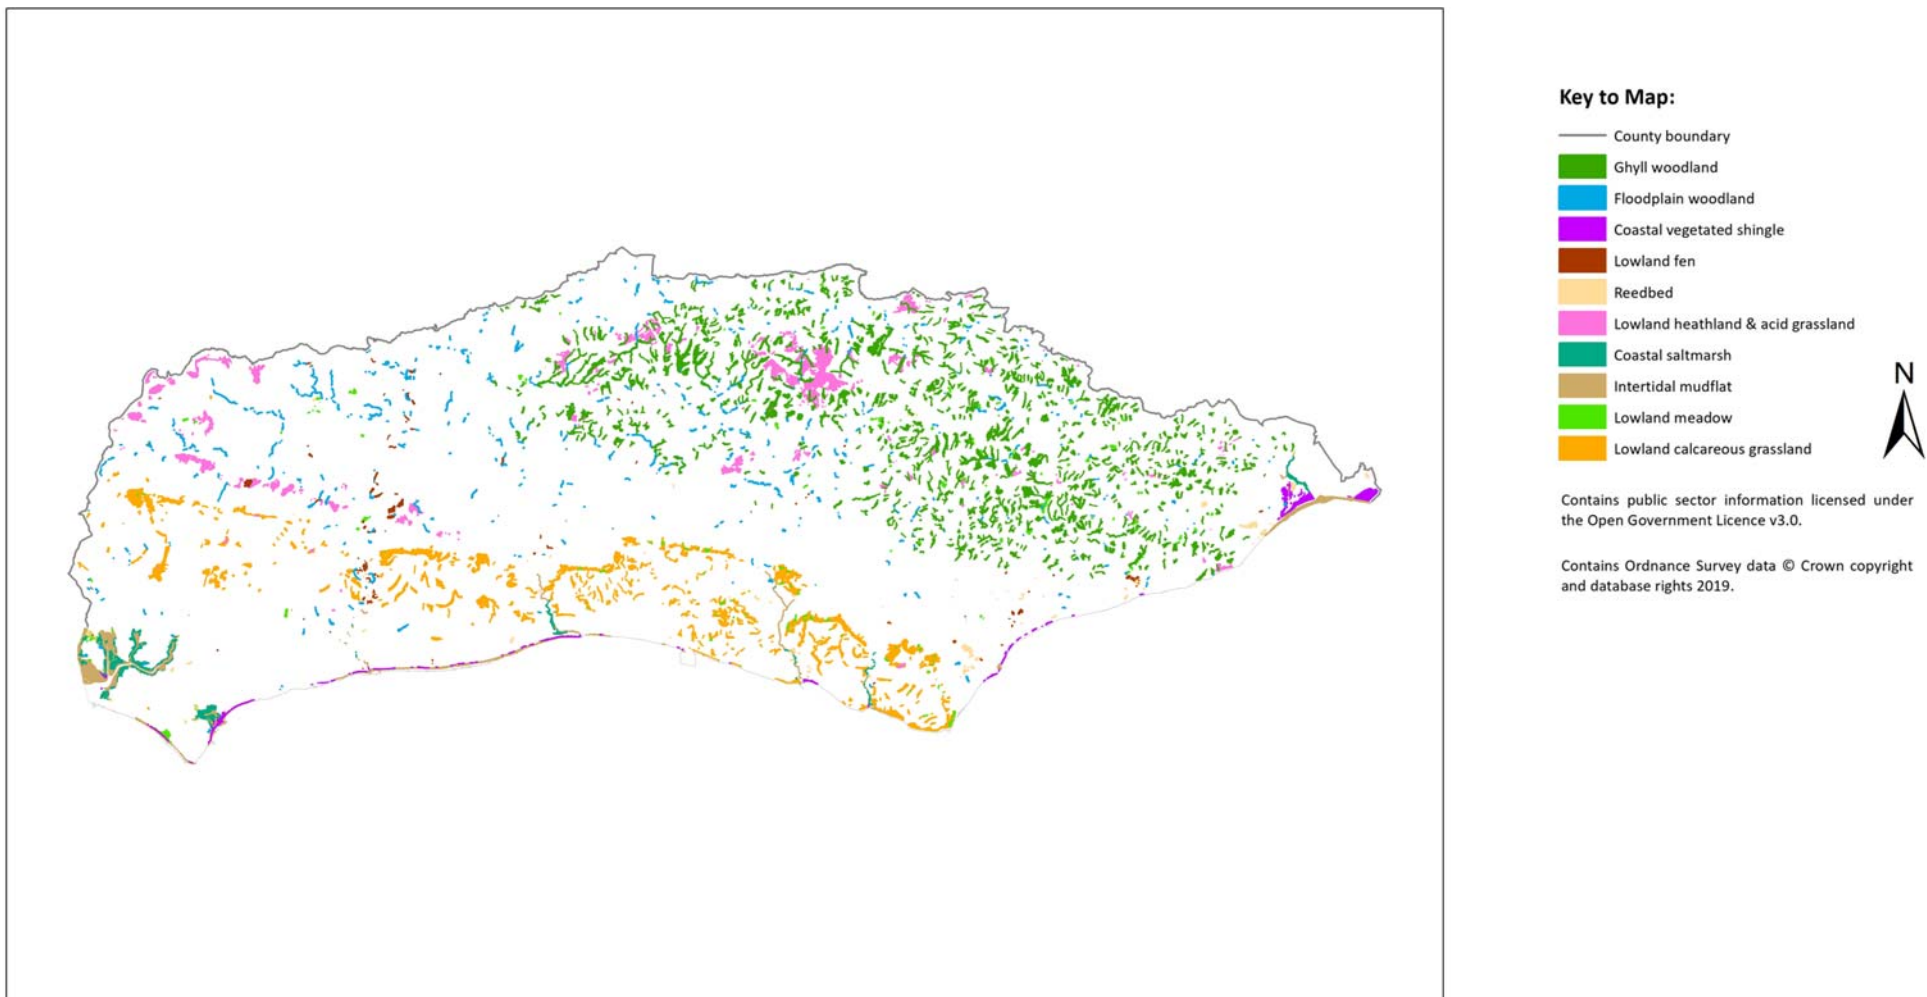 Key to Map:
County boundary
Ghyll woodland
Floodplain woodland
Coastal vegetated shingle
Lowland fen
Reedbed
Lowland heathland & acid grassland
Coastal saltmarsh
Intertidal mudflat
Lowland meadow
Lowland calcareous grassland
N
Contains public sector information licensed under
the Open Government Licence v3.0.
Contains Ordnance Survey data © Crown copyright
and database rights 2019.